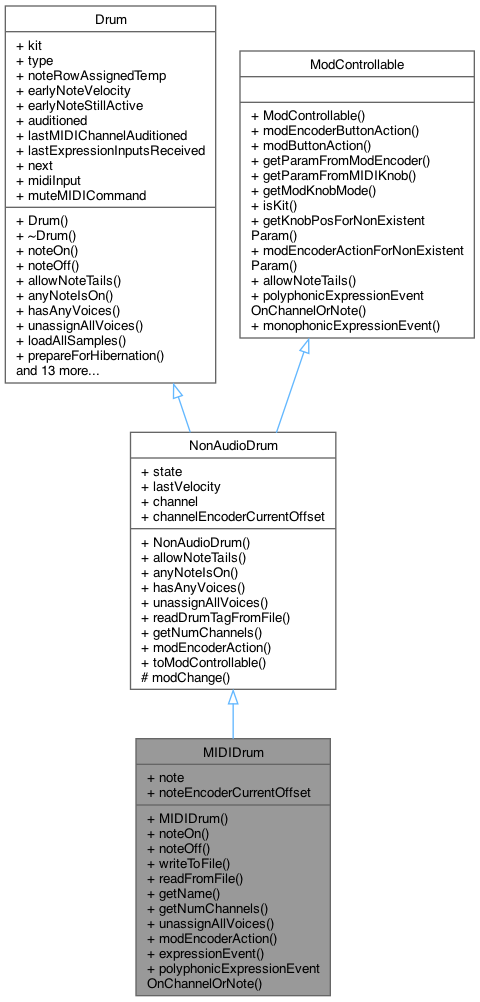 Drum
+ kit
+ type
+ noteRowAssignedTemp
+ earlyNoteVelocity
+ earlyNoteStillActive
+ auditioned
+ lastMIDIChannelAuditioned
+ lastExpressionInputsReceived
+ next
+ midiInput
+ muteMIDICommand
+ Drum()
+ ~Drum()
+ noteOn()
+ noteOff()
+ allowNoteTails()
+ anyNoteIsOn()
+ hasAnyVoices()
+ unassignAllVoices()
+ loadAllSamples()
+ prepareForHibernation()
and 13 more...
ModControllable
+ ModControllable()
+ modEncoderButtonAction()
+ modButtonAction()
+ getParamFromModEncoder()
+ getParamFromMIDIKnob()
+ getModKnobMode()
+ isKit()
+ getKnobPosForNonExistent
Param()
+ modEncoderActionForNonExistent
Param()
+ allowNoteTails()
+ polyphonicExpressionEvent
OnChannelOrNote()
+ monophonicExpressionEvent()
NonAudioDrum
+ state
+ lastVelocity
+ channel
+ channelEncoderCurrentOffset
+ NonAudioDrum()
+ allowNoteTails()
+ anyNoteIsOn()
+ hasAnyVoices()
+ unassignAllVoices()
+ readDrumTagFromFile()
+ getNumChannels()
+ modEncoderAction()
+ toModControllable()
# modChange()
MIDIDrum
+ note
+ noteEncoderCurrentOffset
+ MIDIDrum()
+ noteOn()
+ noteOff()
+ writeToFile()
+ readFromFile()
+ getName()
+ getNumChannels()
+ unassignAllVoices()
+ modEncoderAction()
+ expressionEvent()
+ polyphonicExpressionEvent
OnChannelOrNote()